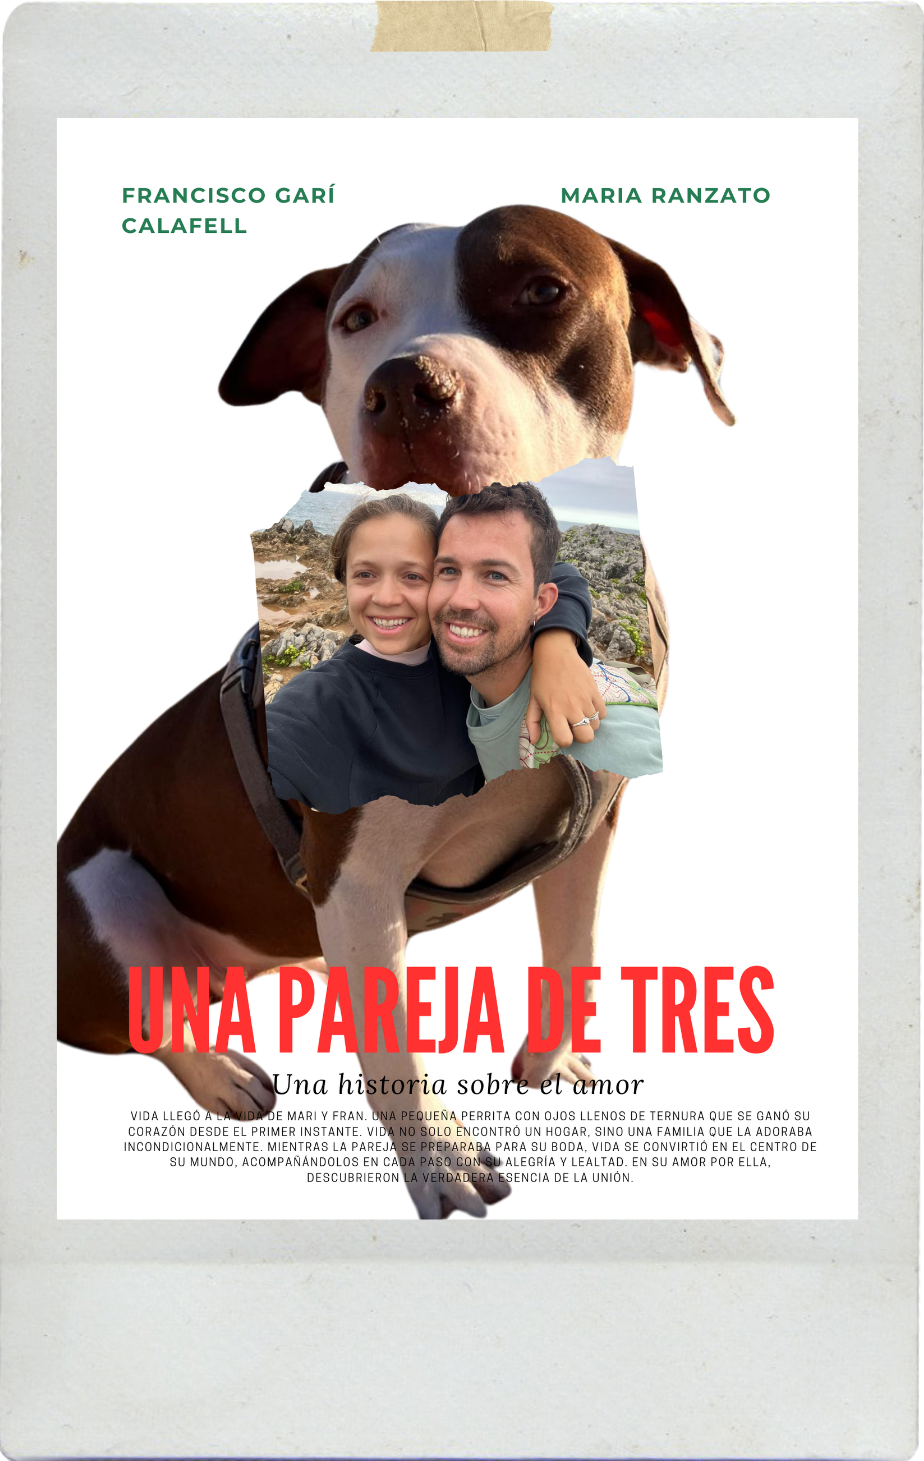 FRANCISCO GARÍ
CALAFELL
MARIA RANZATO
UNA PAREJA DE TRES
Una historia sobre el amor
VIDA LLEGÓ A LA VIDA DE MARI Y FRAN. UNA PEQUEÑA PERRITA CON OJOS LLENOS DE TERNURA QUE SE GANÓ SU
CORAZÓN DESDE EL PRIMER INSTANTE. VIDA NO SOLO ENCONTRÓ UN HOGAR, SINO UNA FAMILIA QUE LA ADORABA
INCONDICIONALMENTE. MIENTRAS LA PAREJA SE PREPARABA PARA SU BODA, VIDA SE CONVIRTIÓ EN EL CENTRO DE
SU MUNDO, ACOMPAÑÁNDOLOS EN CADA PASO CON SU ALEGRÍA Y LEALTAD. EN SU AMOR POR ELLA,
DESCUBRIERON LA VERDADERA ESENCIA DE LA UNIÓN.